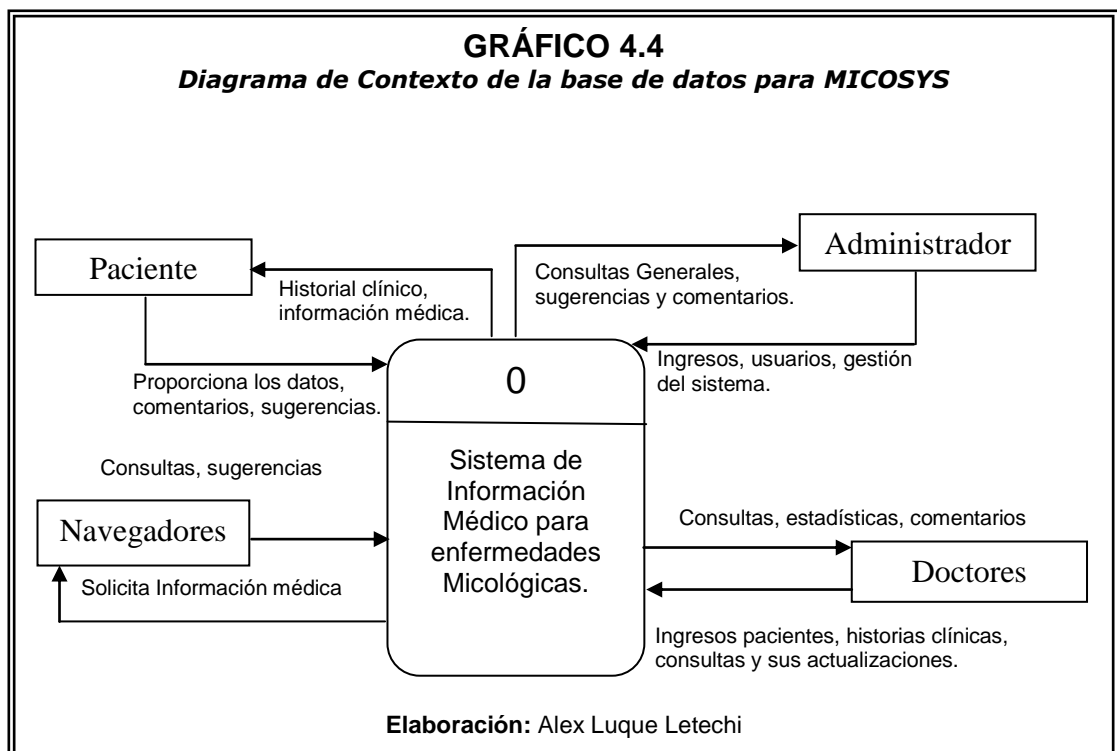 GRÁFICO 4.4
Diagrama de Contexto de la base de datos para MICOSYS
Paciente
Historial clínico,
información médica.
Consultas Generales,
sugerencias y comentarios.
Administrador
Proporciona los datos,
comentarios, sugerencias.
Ingresos, usuarios, gestión
del sistema.
0
Sistema de
Información
Médico para
enfermedades
Micológicas.
Consultas, sugerencias
Navegadores
Solicita Información médica
Consultas, estadísticas, comentarios
Doctores
Ingresos pacientes, historias clínicas,
consultas y sus actualizaciones.
Elaboración: Alex Luque Letechi